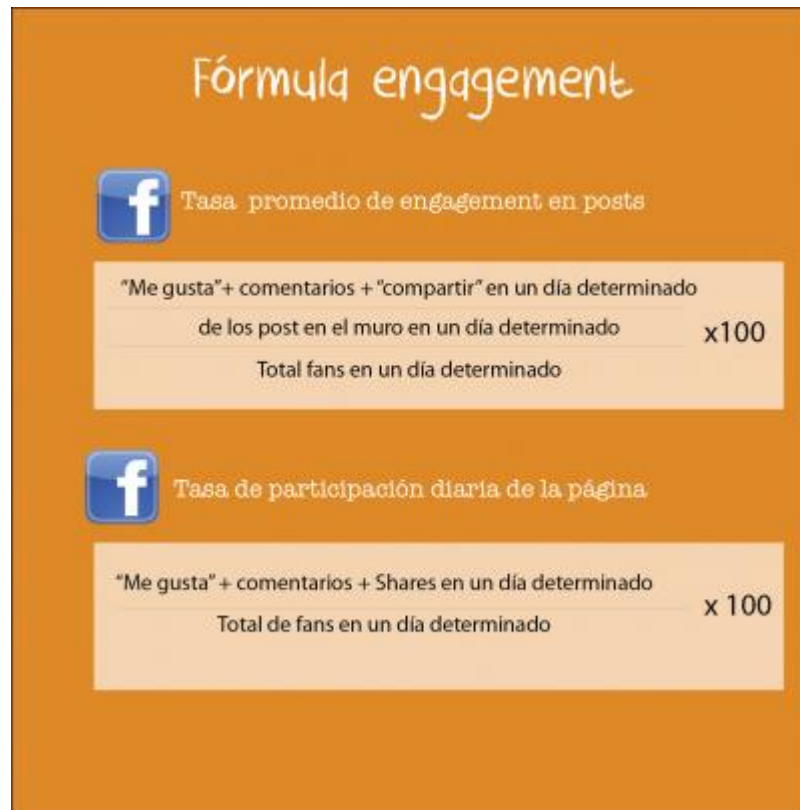 Fórmula engagement
f Tasa promedio de engagement en posts
“Me gusta”+ comentarios + “compartir” en un día determinado
de los post en el muro en un día determinado
x100
Total fans en un día determinado
f Tasa de participación diaria de la página
“Me gusta” + comentarios + Shares en un día determinado
x 100
Total de fans en un día determinado